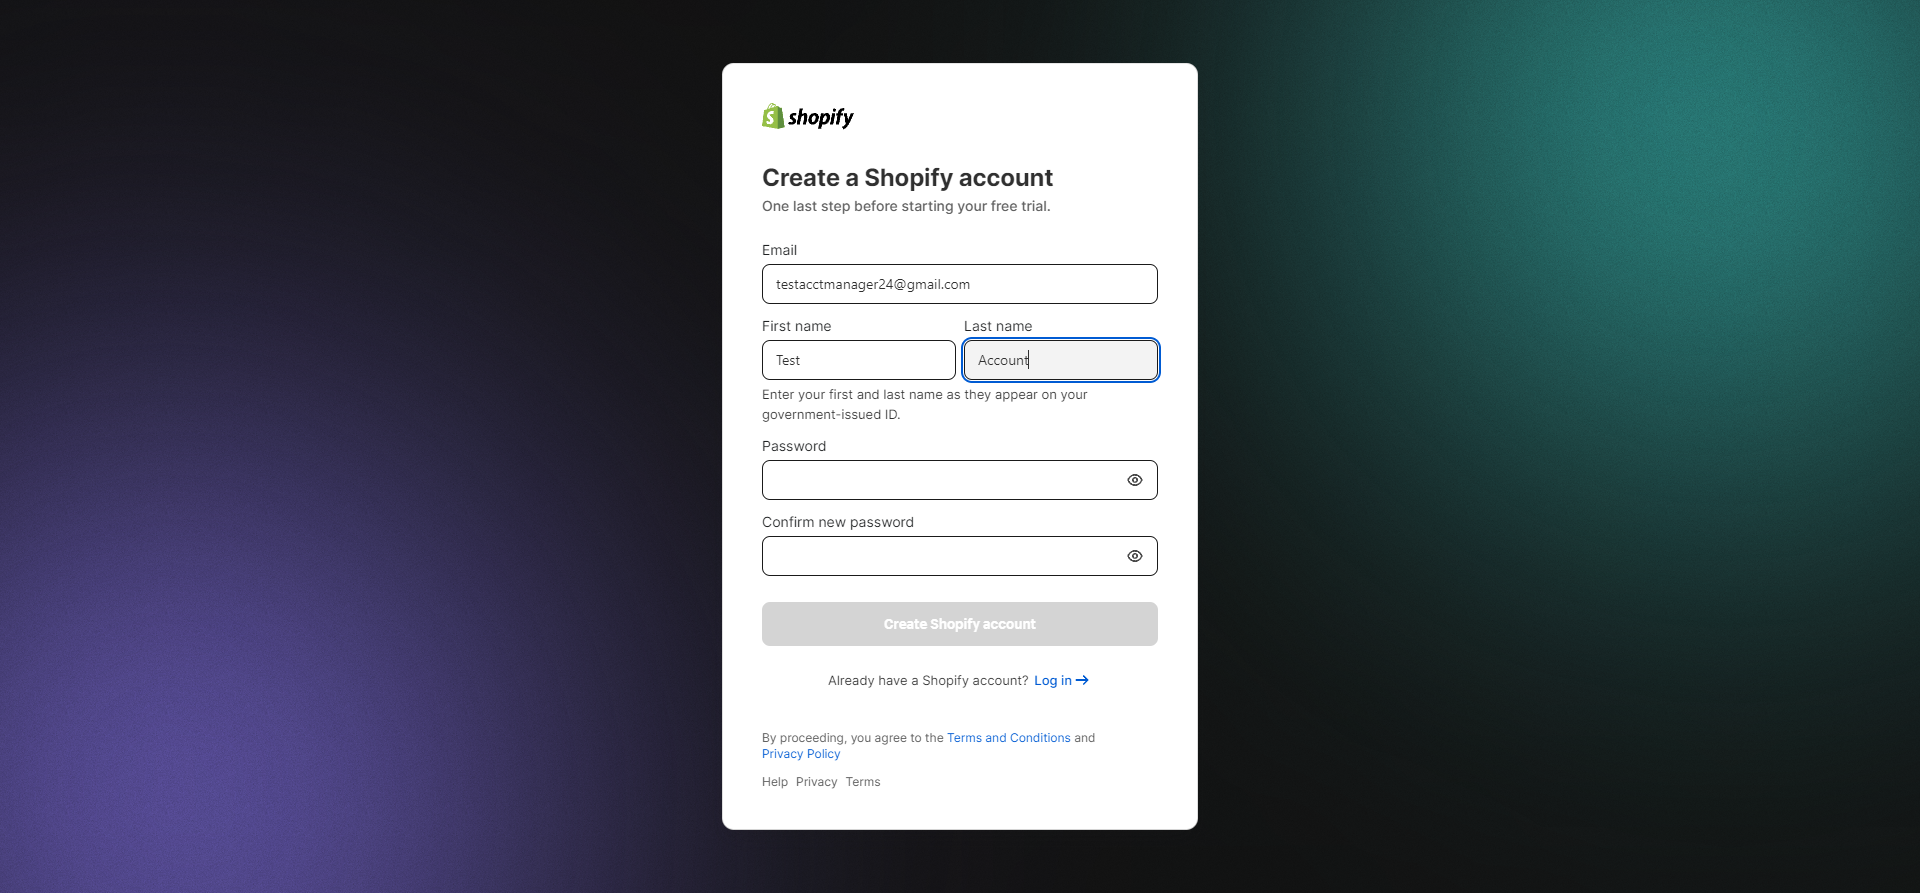 shopify
Create a Shopify account
One last step before starting your free trial.
Email
testacctmanager24@gmail.com
First name Last name
Test Account
Enter your first and last name as they appear on your
government-issued ID.
Password
Confirm new password
Create Shopify account
Already have a Shopify account? Log in →
By proceeding, you agree to the Terms and Conditions and
Privacy Policy
Help Privacy Terms